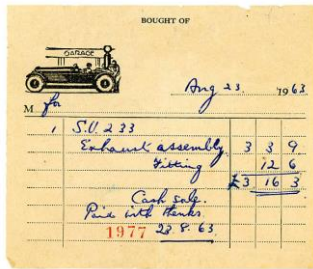 BOUGHT OF
GARAGE
Aug 23 1963
M for
1 S.U. 233
Exhaust assembly 3 3 9
Fitting 12 6
£3 16 3
Cash sale.
Paid with thanks.
1977 23.8.63